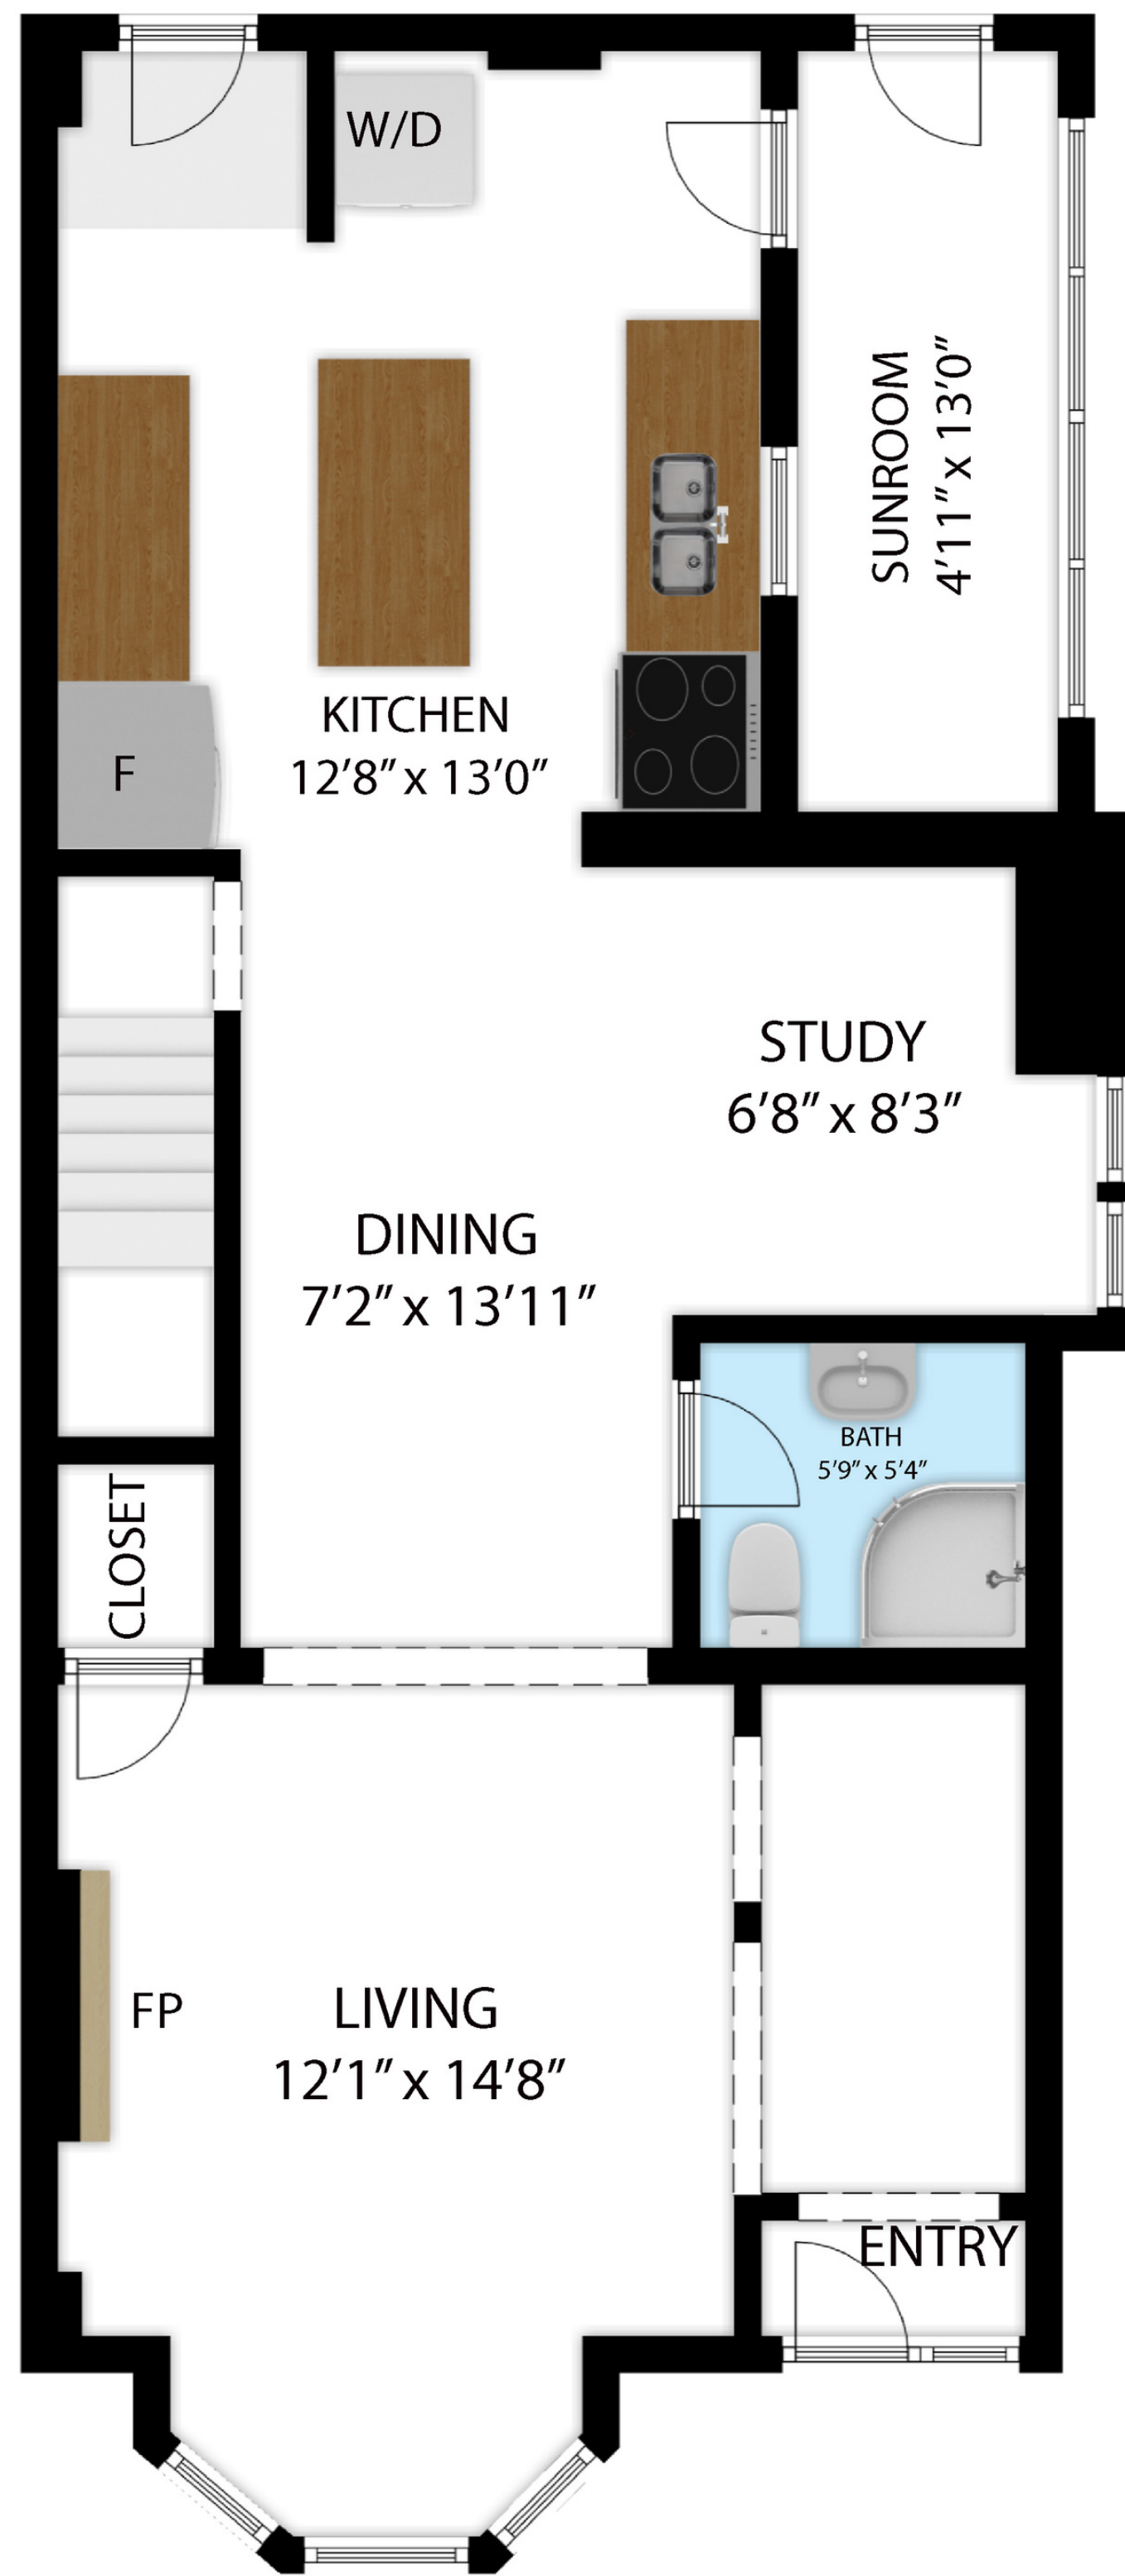 W/D
SUNROOM
4'11" x 13'0"
KITCHEN
12'8" x 13'0"
F
STUDY
6'8" x 8'3"
DINING
7'2" x 13'11"
BATH
5'9" x 5'4"
CLOSET
FP
LIVING
12'1" x 14'8"
ENTRY